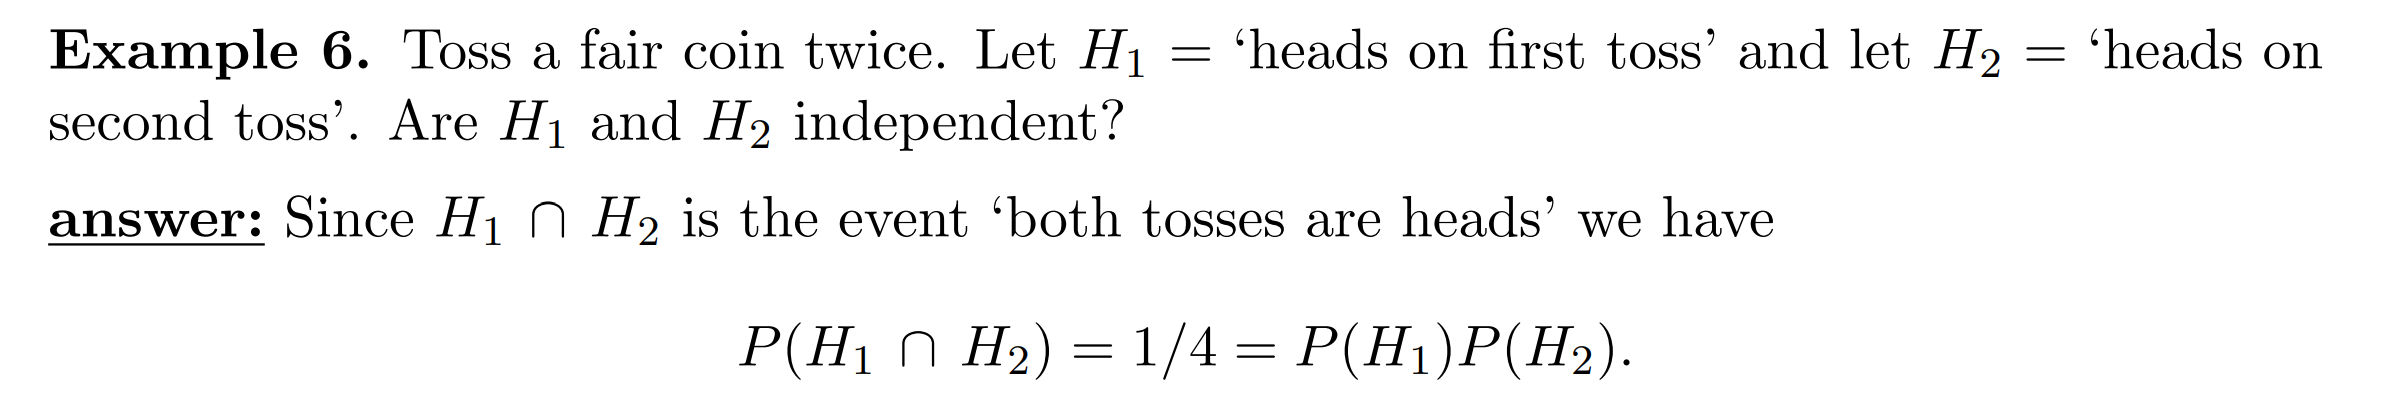 Example 6. Toss a fair coin twice. Let H₁ = ‘heads on first toss’ and let H₂ = ‘heads on
second toss’. Are H₁ and H₂ independent?
answer: Since H₁ ∩ H₂ is the event ‘both tosses are heads’ we have
P(H₁ ∩ H₂) = 1/4 = P(H₁)P(H₂).